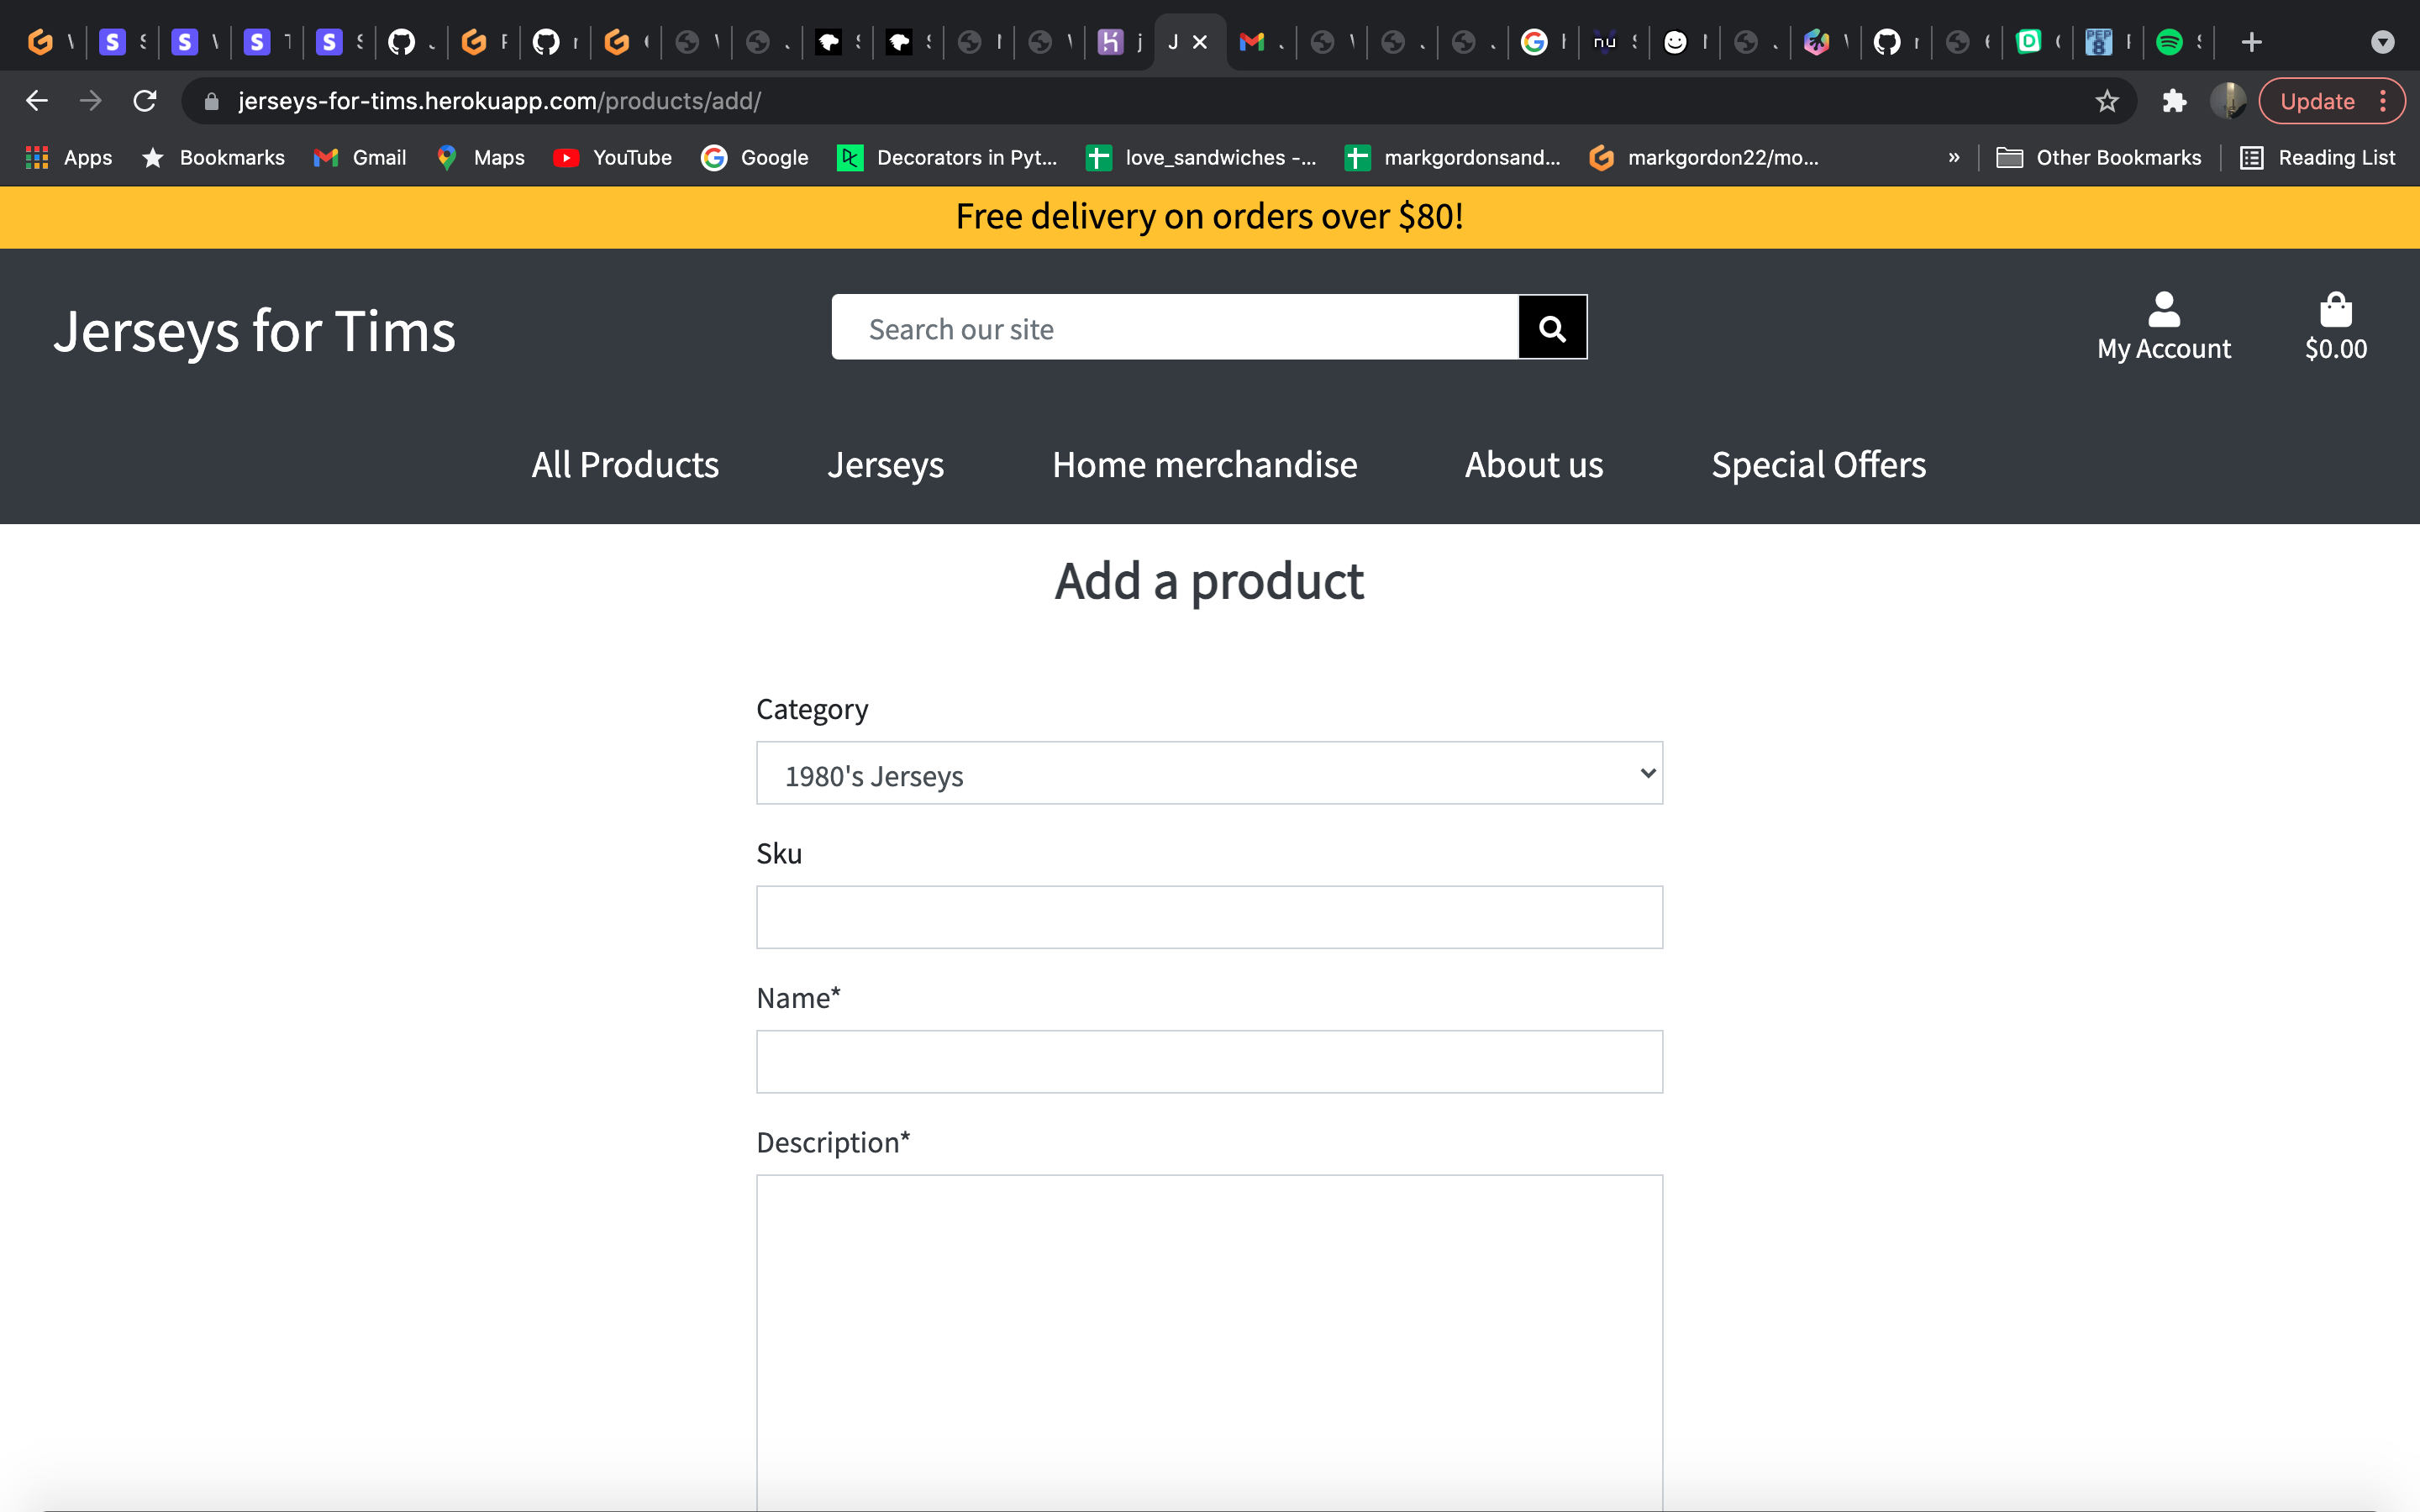 jerseys-for-tims.herokuapp.com/products/add/
Update
Apps
Bookmarks
Gmail
Maps
YouTube
Google
Decorators in Pyt...
love_sandwiches -...
markgordonsand...
markgordon22/mo...
»
Other Bookmarks
Reading List
Free delivery on orders over $80!
Jerseys for Tims
Search our site
My Account
$0.00
All Products
Jerseys
Home merchandise
About us
Special Offers
Add a product
Category
1980's Jerseys
Sku
Name*
Description*